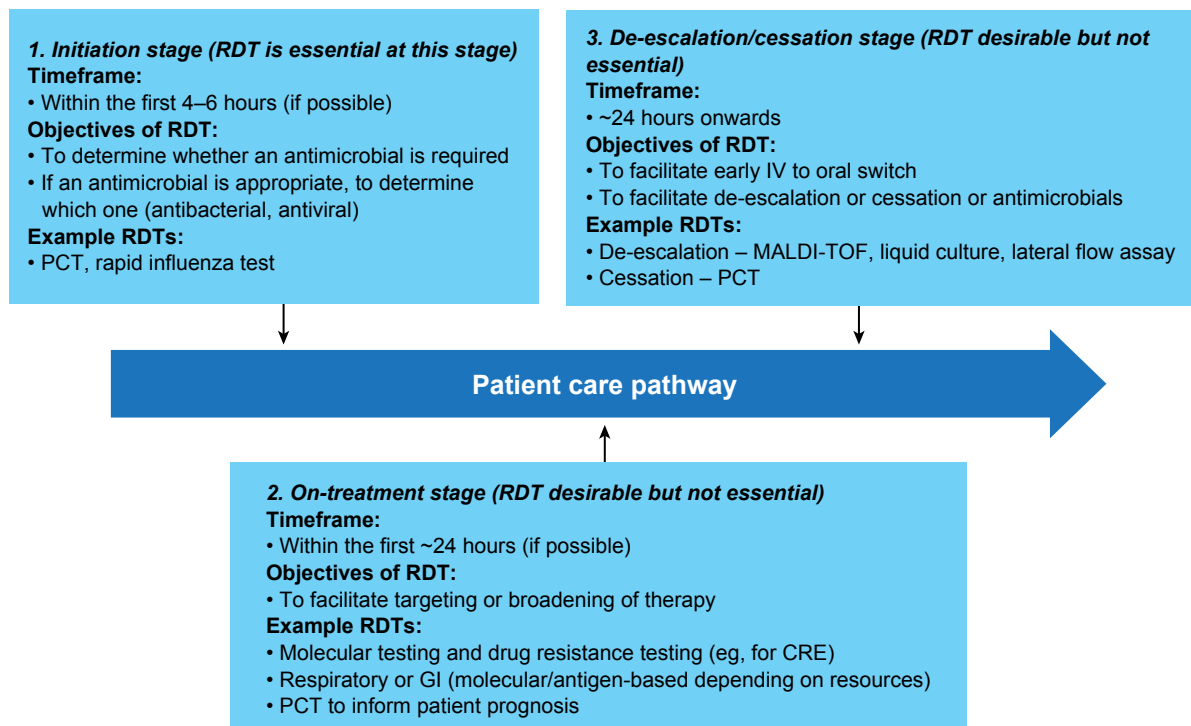 1. Initiation stage (RDT is essential at this stage)
Timeframe:
• Within the first 4–6 hours (if possible)
Objectives of RDT:
• To determine whether an antimicrobial is required
• If an antimicrobial is appropriate, to determine
which one (antibacterial, antiviral)
Example RDTs:
• PCT, rapid influenza test
3. De-escalation/cessation stage (RDT desirable but not
essential)
Timeframe:
• ~24 hours onwards
Objectives of RDT:
• To facilitate early IV to oral switch
• To facilitate de-escalation or cessation or antimicrobials
Example RDTs:
• De-escalation – MALDI-TOF, liquid culture, lateral flow assay
• Cessation – PCT
Patient care pathway
2. On-treatment stage (RDT desirable but not essential)
Timeframe:
• Within the first ~24 hours (if possible)
Objectives of RDT:
• To facilitate targeting or broadening of therapy
Example RDTs:
• Molecular testing and drug resistance testing (eg, for CRE)
• Respiratory or GI (molecular/antigen-based depending on resources)
• PCT to inform patient prognosis